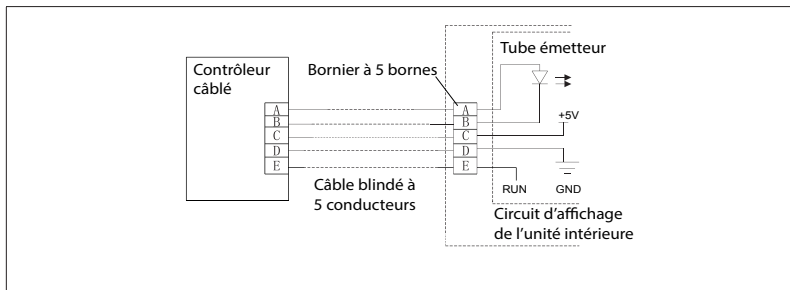 Tube émetteur
Contrôleur
câblé
Bornier à 5 bornes
A
B
C
D
E
A
B
C
D
E
+5V
RUN
GND
Câble blindé à
5 conducteurs
Circuit d'affichage
de l'unité intérieure